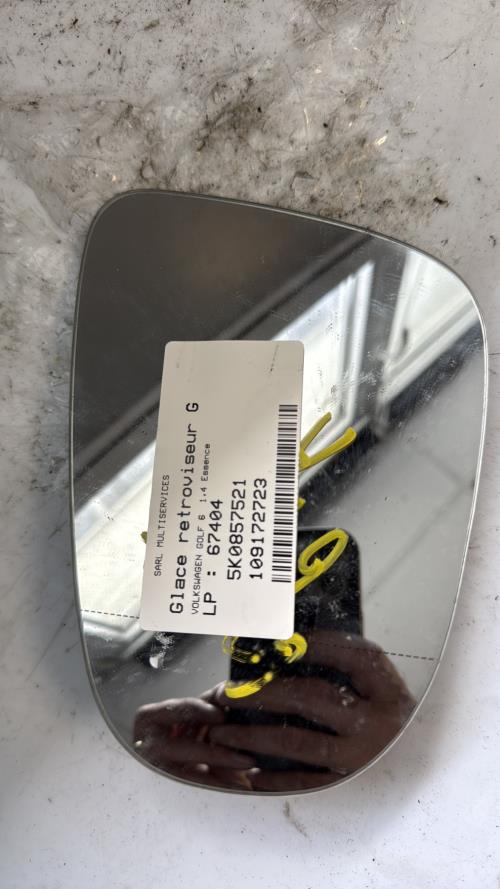 SARL MULTISERVICES
Glace retroviseur G
VOLKSWAGEN GOLF 6 1.4 Essence
LP : 67404
5K0857521
109172723